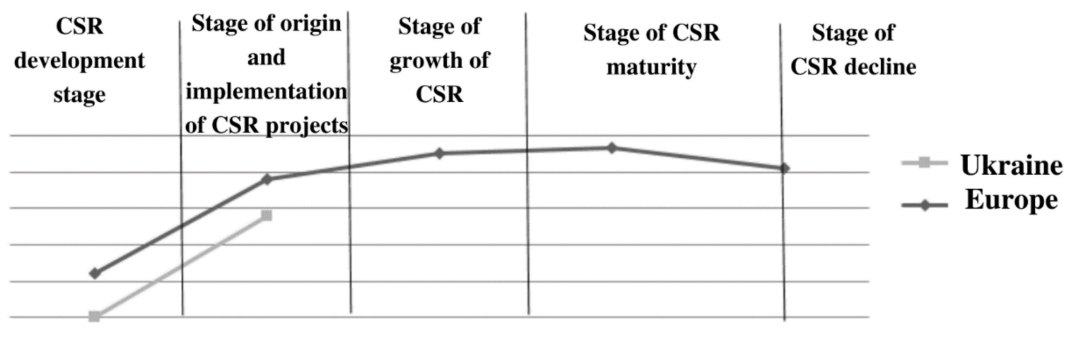 CSR
development
stage
Stage of origin
and
implementation
of CSR projects
Stage of
growth of
CSR
Stage of CSR
maturity
Stage of
CSR decline
Ukraine
Europe